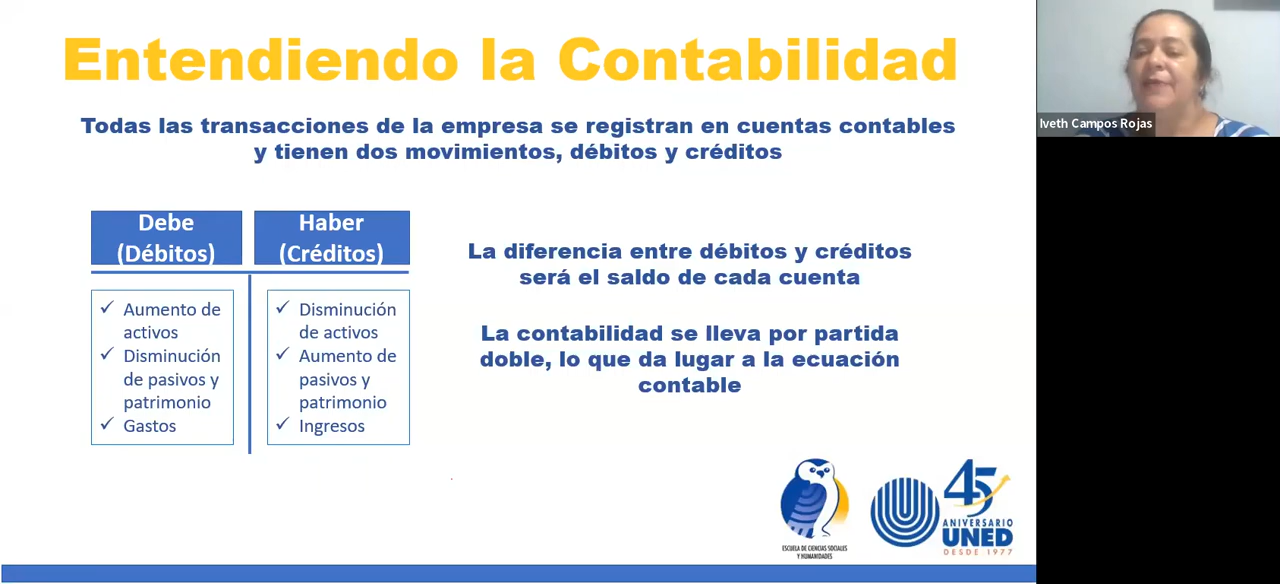 Entendiendo la Contabilidad
Iveth Campos Rojas
Todas las transacciones de la empresa se registran en cuentas contables
y tienen dos movimientos, débitos y créditos
Debe
(Débitos)
Haber
(Créditos)
✓ Aumento de
activos
✓ Disminución
de pasivos y
patrimonio
✓ Gastos
✓ Disminución
de activos
✓ Aumento de
pasivos y
patrimonio
✓ Ingresos
La diferencia entre débitos y créditos
será el saldo de cada cuenta
La contabilidad se lleva por partida
doble, lo que da lugar a la ecuación
contable
ESCUELA DE CIENCIAS SOCIALES
Y HUMANIDADES
45
ANIVERSARIO
UNED
DESDE 1977